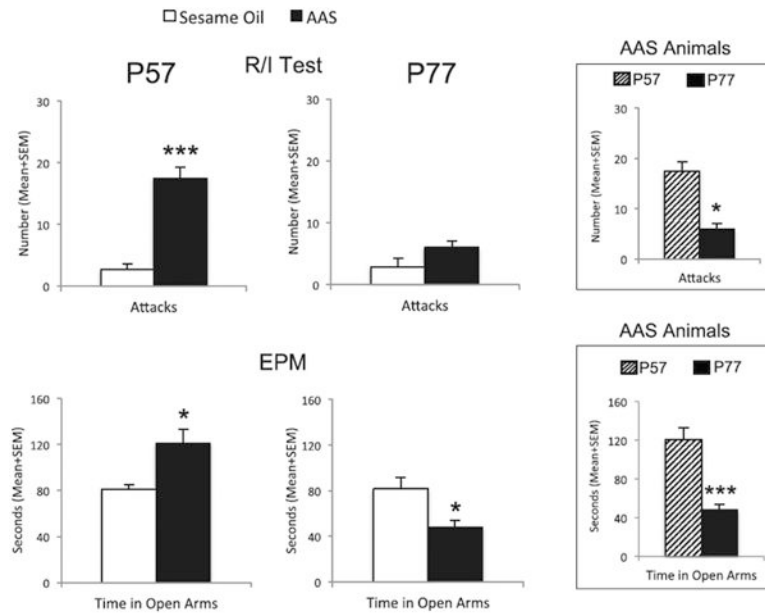 Sesame Oil AAS
P57 R/I Test P77
30
20
10
0
Number (Mean+SEM)
***
Attacks
30
20
10
0
Number (Mean+SEM)
Attacks
AAS Animals
P57 P77
30
20
10
0
Number (Mean+SEM)
*
Attacks
EPM
160
120
80
40
0
Seconds (Mean+SEM)
*
Time in Open Arms
160
120
80
40
0
Seconds (Mean+SEM)
*
Time in Open Arms
AAS Animals
P57 P77
160
120
80
40
0
Seconds (Mean+SEM)
***
Time in Open Arms